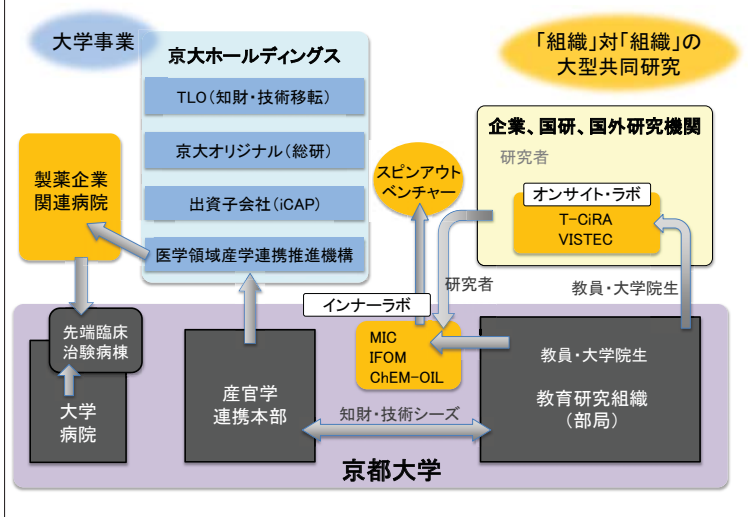 大学事業
京大ホールディングス
TLO(知財・技術移転)
京大オリジナル(総研)
出資子会社(iCAP)
医学領域産学連携推進機構
「組織」対「組織」の
大型共同研究
企業、国研、国外研究機関
研究者
オンサイト・ラボ
T-CiRA
VISTEC
製薬企業
関連病院
スピンアウト
ベンチャー
研究者
教員・大学院生
インナーラボ
MIC
IFOM
ChEM-OIL
先端臨床
治験病棟
大学
病院
産官学
連携本部
知財・技術シーズ
教員・大学院生
教育研究組織
(部局)
京都大学